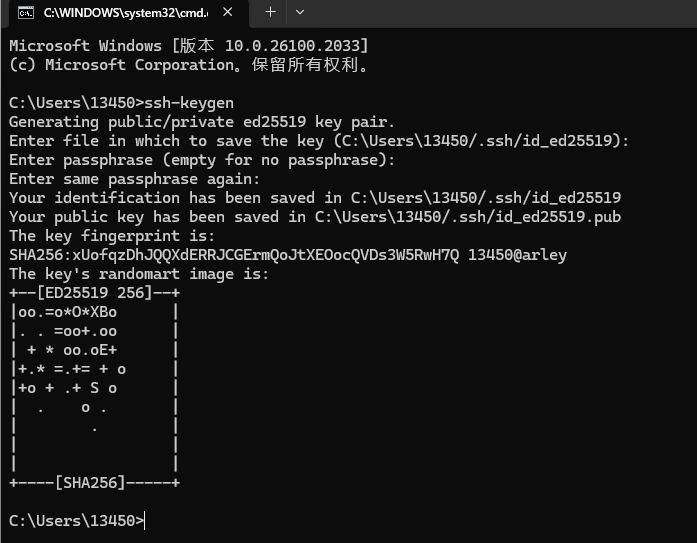 C:\WINDOWS\system32\cmd.
Microsoft Windows [版本 10.0.26100.2033]
(c) Microsoft Corporation。保留所有权利。
C:\Users\13450>ssh-keygen
Generating public/private ed25519 key pair.
Enter file in which to save the key (C:\Users\13450/.ssh/id_ed25519):
Enter passphrase (empty for no passphrase):
Enter same passphrase again:
Your identification has been saved in C:\Users\13450/.ssh/id_ed25519
Your public key has been saved in C:\Users\13450/.ssh/id_ed25519.pub
The key fingerprint is:
SHA256:xUofqzDhJQQXdERRJCGErmQoJtXEOocQVDs3W5RwH7Q 13450@arley
The key's randomart image is:
+--[ED25519 256]--+
|oo.=o*O*XBo      |
|. . =oo+.oo      |
| + * oo.oE+      |
|+.* =.+= + o     |
|+o + .+ S o      |
|  .    o .       |
|        .        |
|                 |
|                 |
+----[SHA256]-----+
C:\Users\13450>